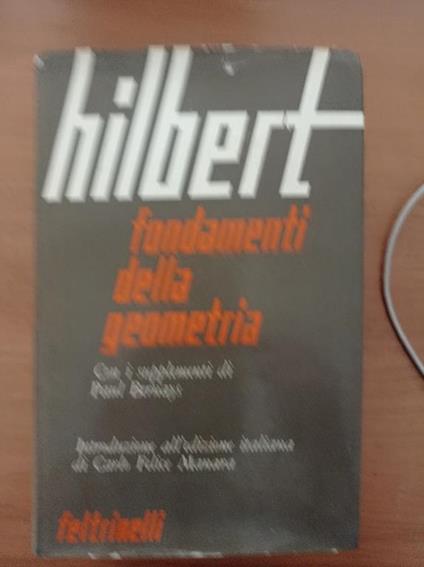 hilbert
fondamenti
della
geometria
Con i supplementi di
Paul Bernays
Introduzione all'edizione italiana
di Carlo Felice Manara
feltrinelli